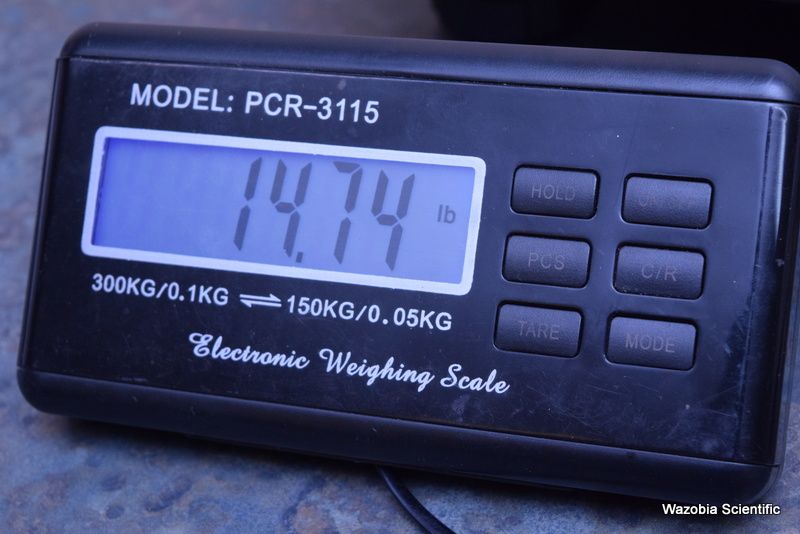 MODEL: PCR-3115
14.74 lb
300KG/0.1KG ⇌ 150KG/0.05KG
Electronic Weighing Scale
HOLD
PCS C/R
TARE MODE
Wazobia Scientific